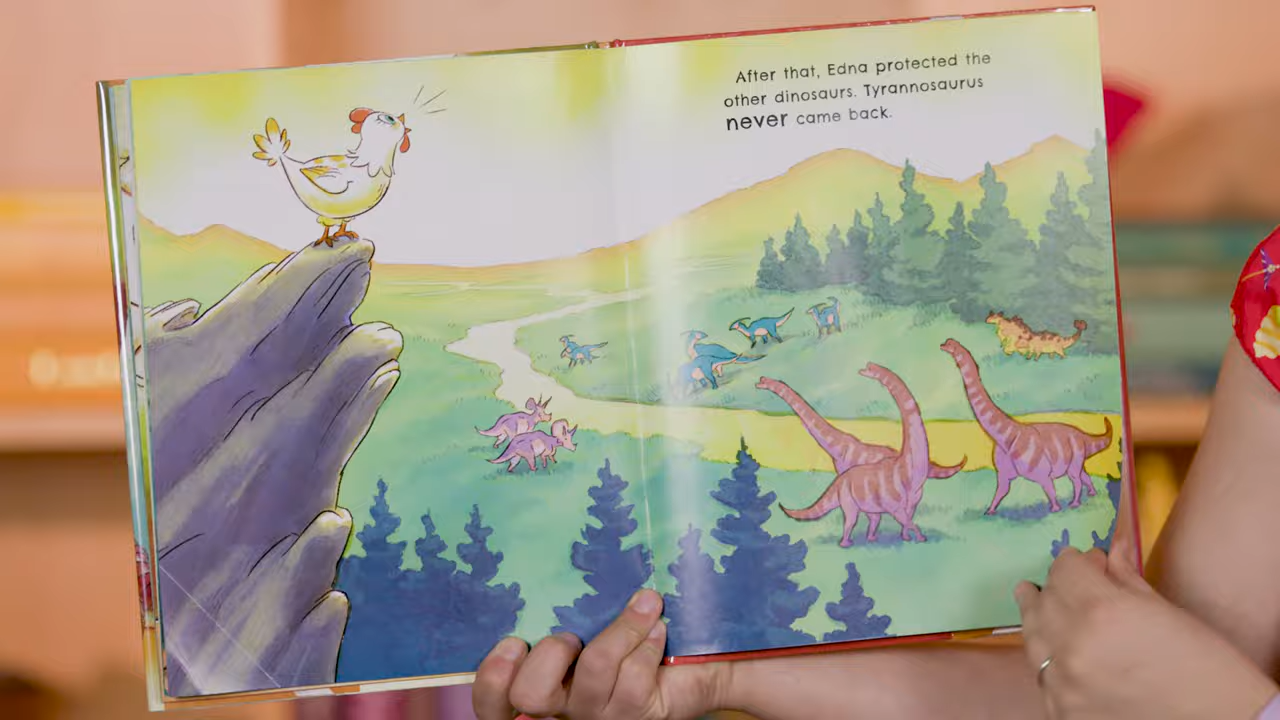 After that, Edna protected the
other dinosaurs. Tyrannosaurus
never came back.